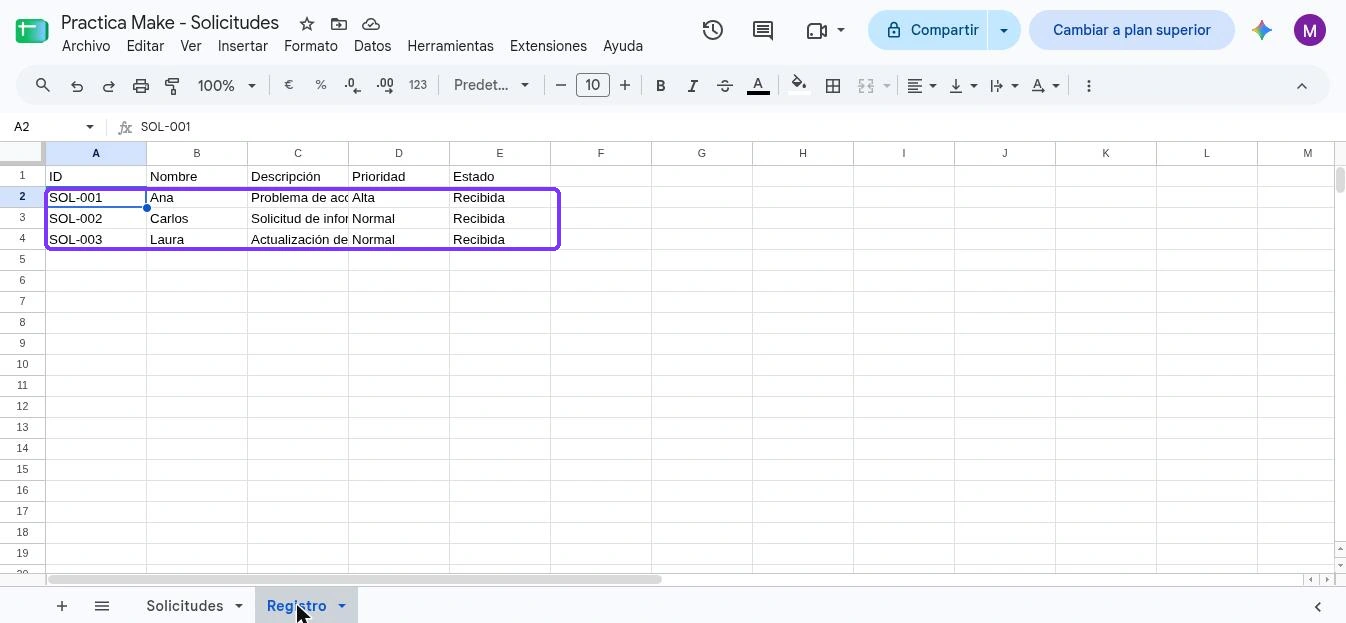 Practica Make - Solicitudes
Archivo Editar Ver Insertar Formato Datos Herramientas Extensiones Ayuda
Compartir
Cambiar a plan superior
M
100% € % .0 .00 123 Predet... 10 B I S A
A2 fx SOL-001
A B C D E F G H I J K L M
1 ID Nombre Descripción Prioridad Estado
2 SOL-001 Ana Problema de acc Alta Recibida
3 SOL-002 Carlos Solicitud de infor Normal Recibida
4 SOL-003 Laura Actualización de Normal Recibida
5
6
7
8
9
10
11
12
13
14
15
16
17
18
19
Solicitudes Registro